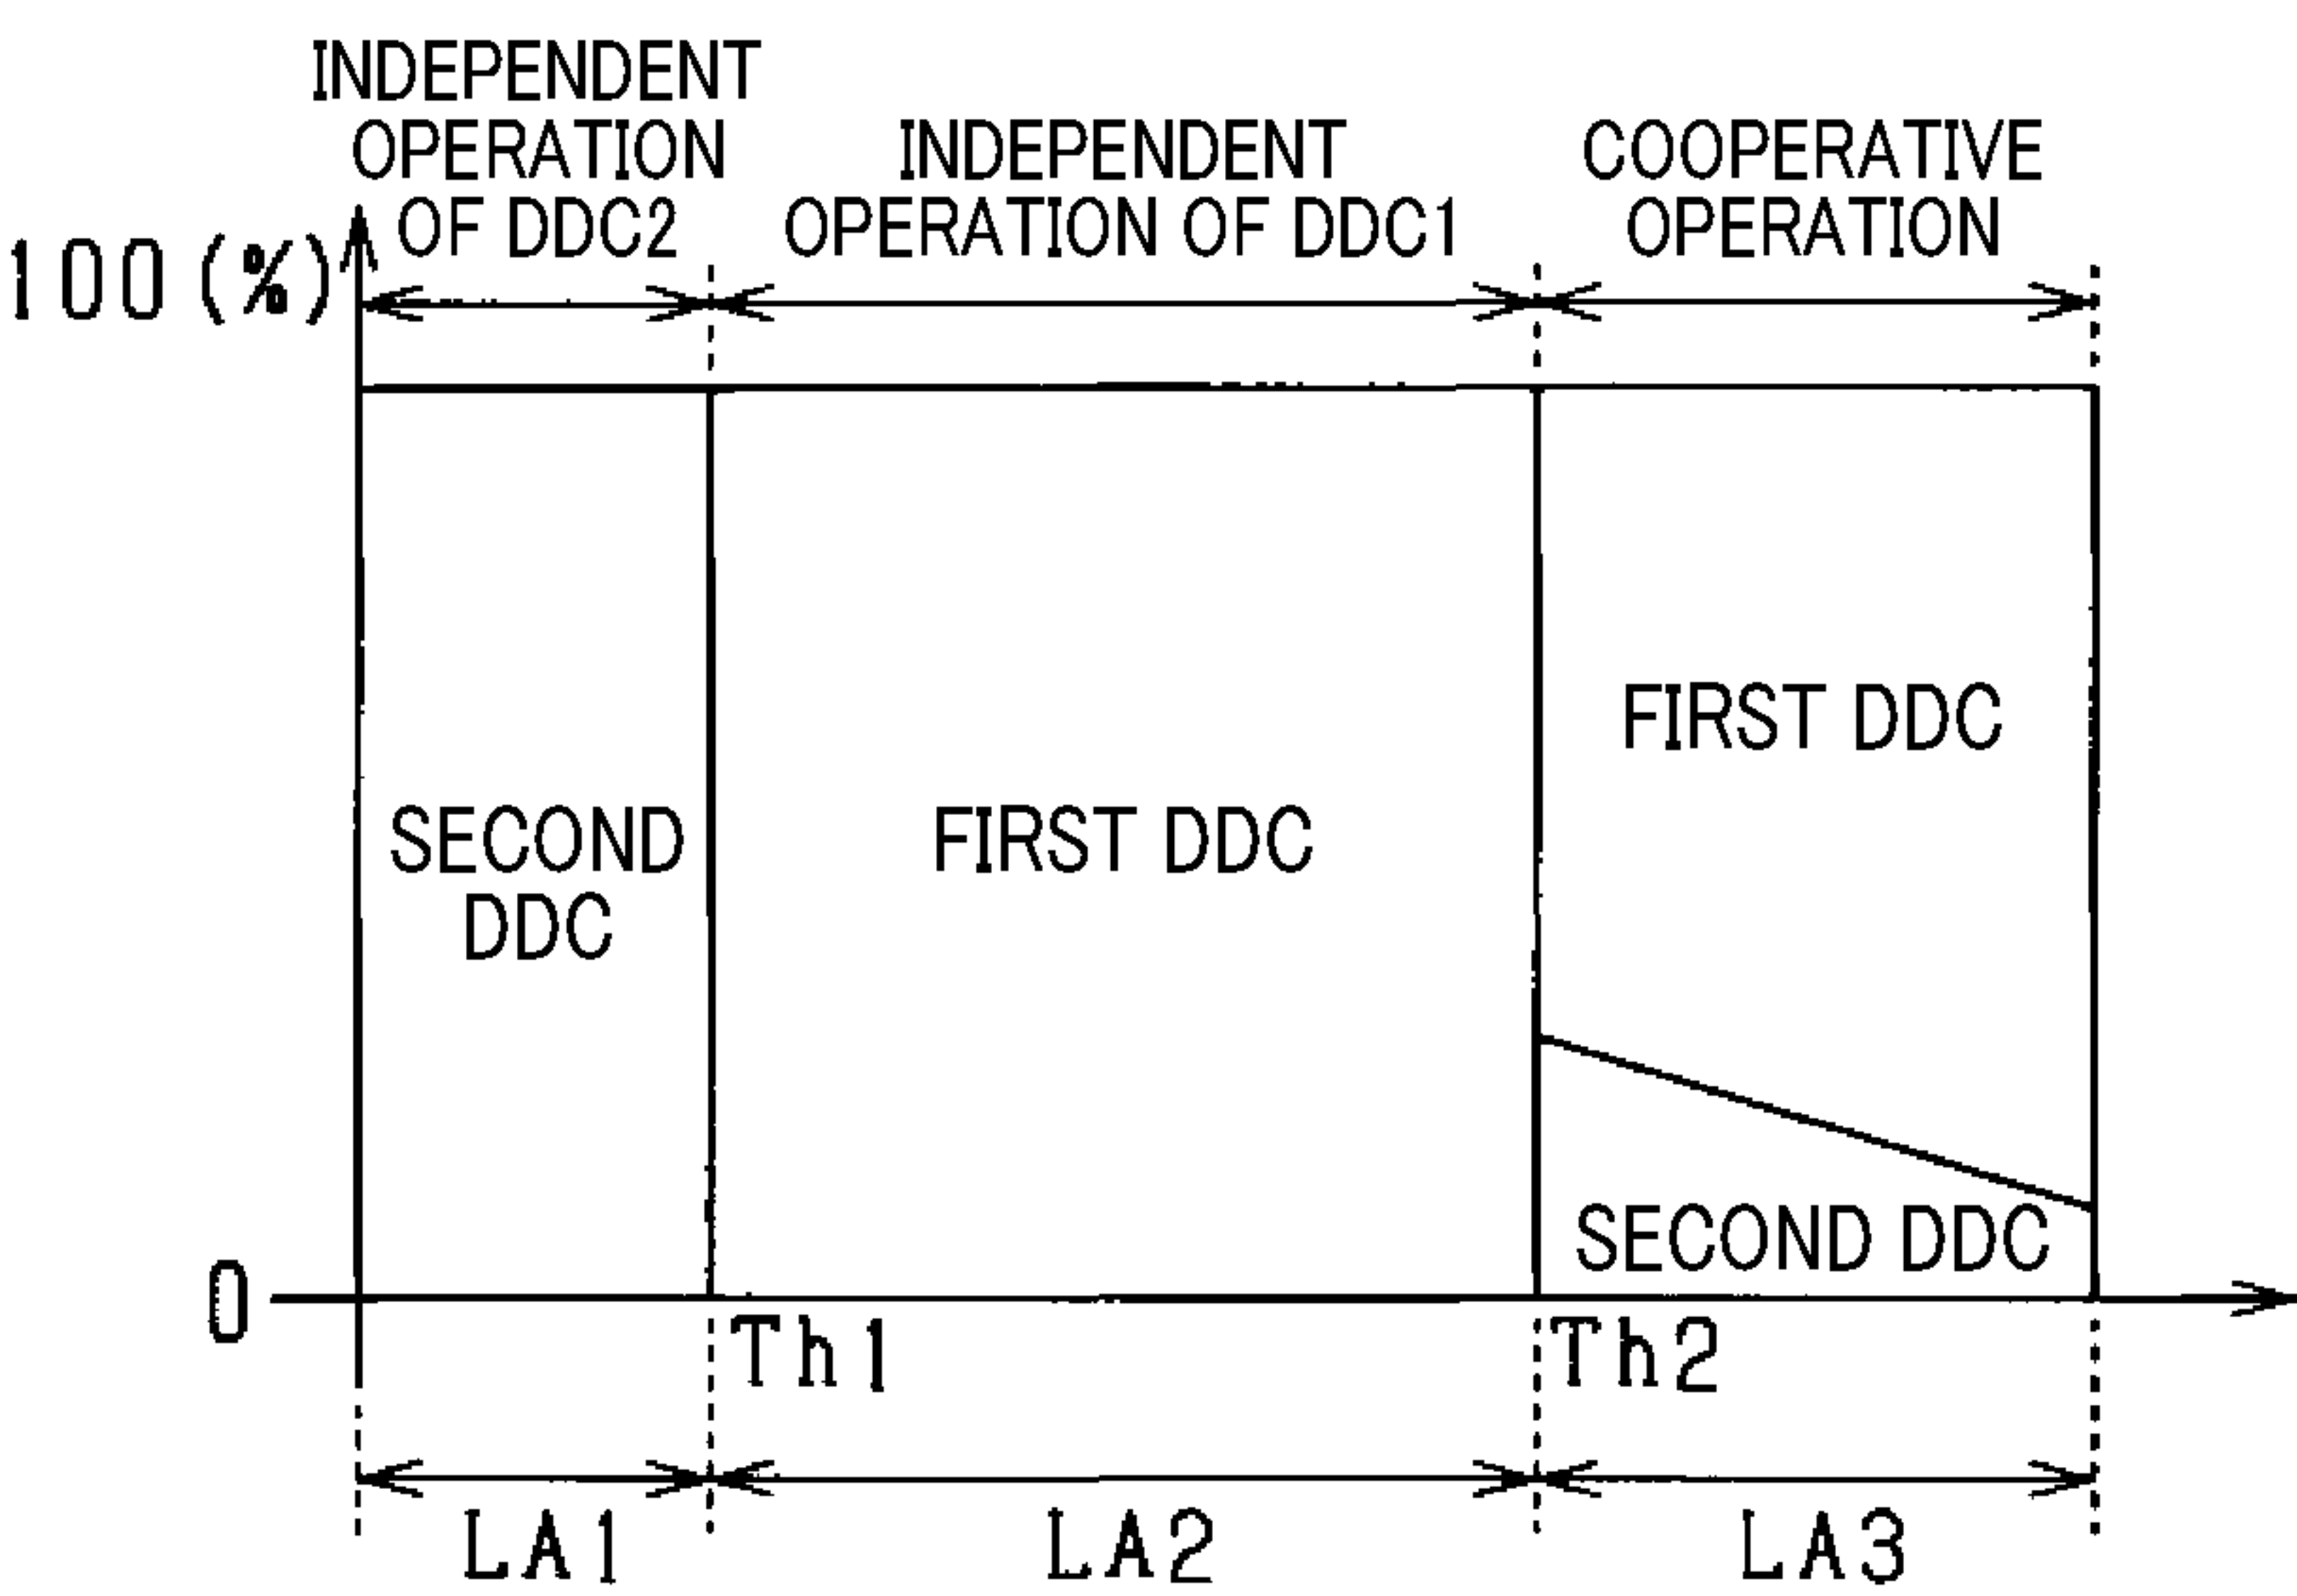 INDEPENDENT
OPERATION
OF DDC2
INDEPENDENT
OPERATION OF DDC1
COOPERATIVE
OPERATION
100(%)
SECOND
DDC
FIRST DDC
FIRST DDC
SECOND DDC
0
Th1
Th2
LA1
LA2
LA3